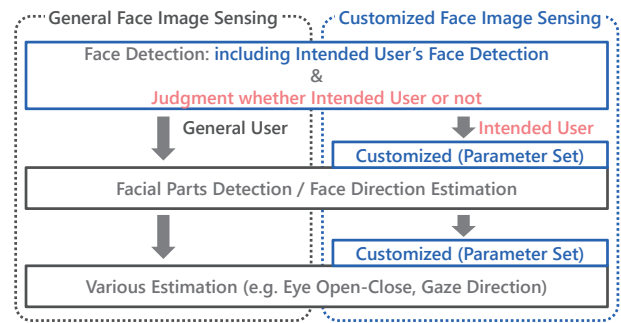 General Face Image Sensing
Customized Face Image Sensing
Face Detection: including Intended User's Face Detection
&
Judgment whether Intended User or not
General User
Intended User
Customized (Parameter Set)
Facial Parts Detection / Face Direction Estimation
Customized (Parameter Set)
Various Estimation (e.g. Eye Open-Close, Gaze Direction)